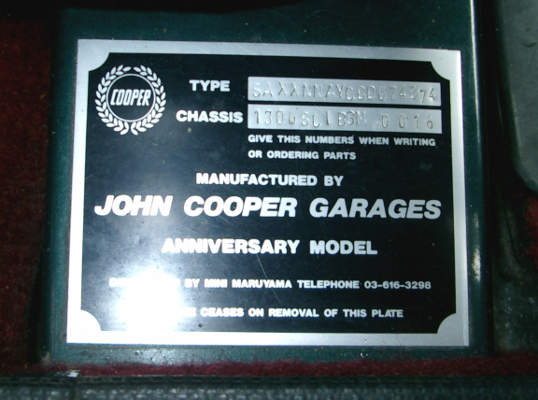 COOPER
TYPE
CHASSIS
GIVE THIS NUMBERS WHEN WRITING
OR ORDERING PARTS
MANUFACTURED BY
JOHN COOPER GARAGES
ANNIVERSARY MODEL
BY MINI MARUYAMA TELEPHONE 03-616-3298
CEASES ON REMOVAL OF THIS PLATE